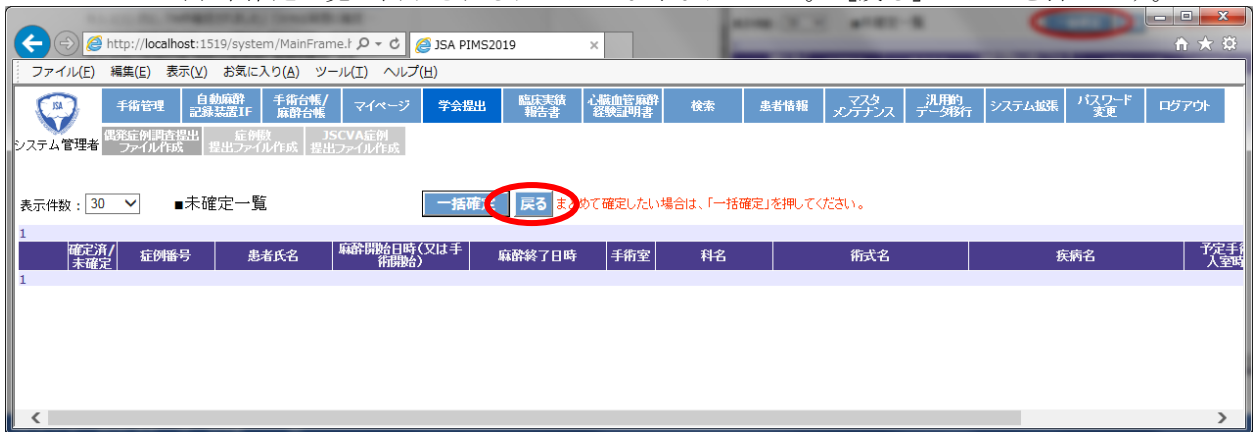 http://localhost:1519/system/MainFrame.h
JSA PIMS2019
ファイル(F) 編集(E) 表示(V) お気に入り(A) ツール(T) ヘルプ(H)
JSA
手術管理
自動麻酔
記録装置IF
手術台帳/
麻酔台帳
マイページ
学会提出
臨床実績
報告書
心臓血管麻酔
経験証明書
検索
患者情報
マスタ
メンテナンス
汎用的
データ移行
システム拡張
パスワード
変更
ログアウト
システム管理者
偶発症例調査提出
ファイル作成
症例数
提出ファイル作成
JSCVA症例
提出ファイル作成
表示件数: 30 ■未確定一覧 一括確定 戻る まとめて確定したい場合は、「一括確定」を押してください。
1
確定済/
未確定
症例番号
患者氏名
麻酔開始日時(又は手
術開始)
麻酔終了日時
手術室
科名
術式名
疾病名
予定手術
入室時
1